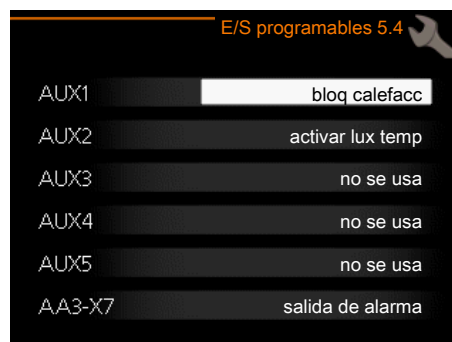 E/S programables 5.4
AUX1 bloq calefacc
AUX2 activar lux temp
AUX3 no se usa
AUX4 no se usa
AUX5 no se usa
AA3-X7 salida de alarma